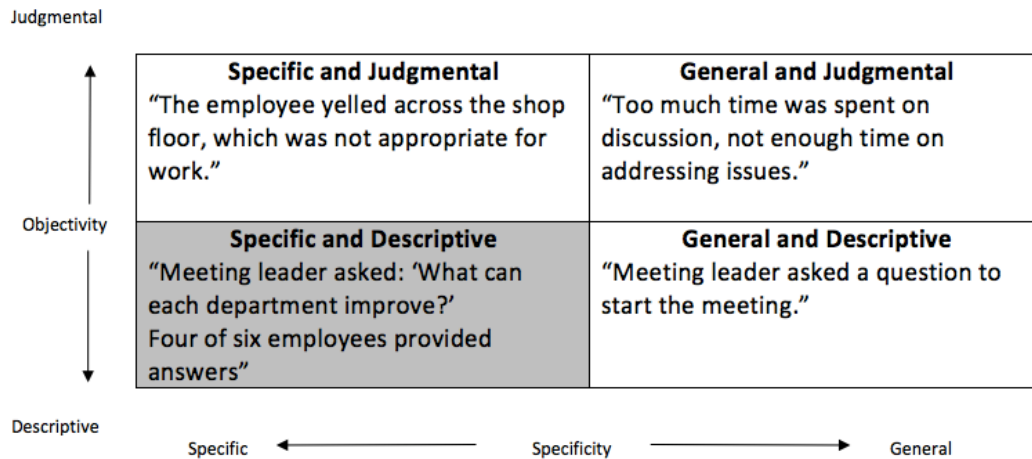 Judgmental
Specific and Judgmental
“The employee yelled across the shop
floor, which was not appropriate for
work.”
General and Judgmental
“Too much time was spent on
discussion, not enough time on
addressing issues.”
Objectivity
Specific and Descriptive
“Meeting leader asked: ‘What can
each department improve?’
Four of six employees provided
answers”
General and Descriptive
“Meeting leader asked a question to
start the meeting.”
Descriptive
Specific
Specificity
General